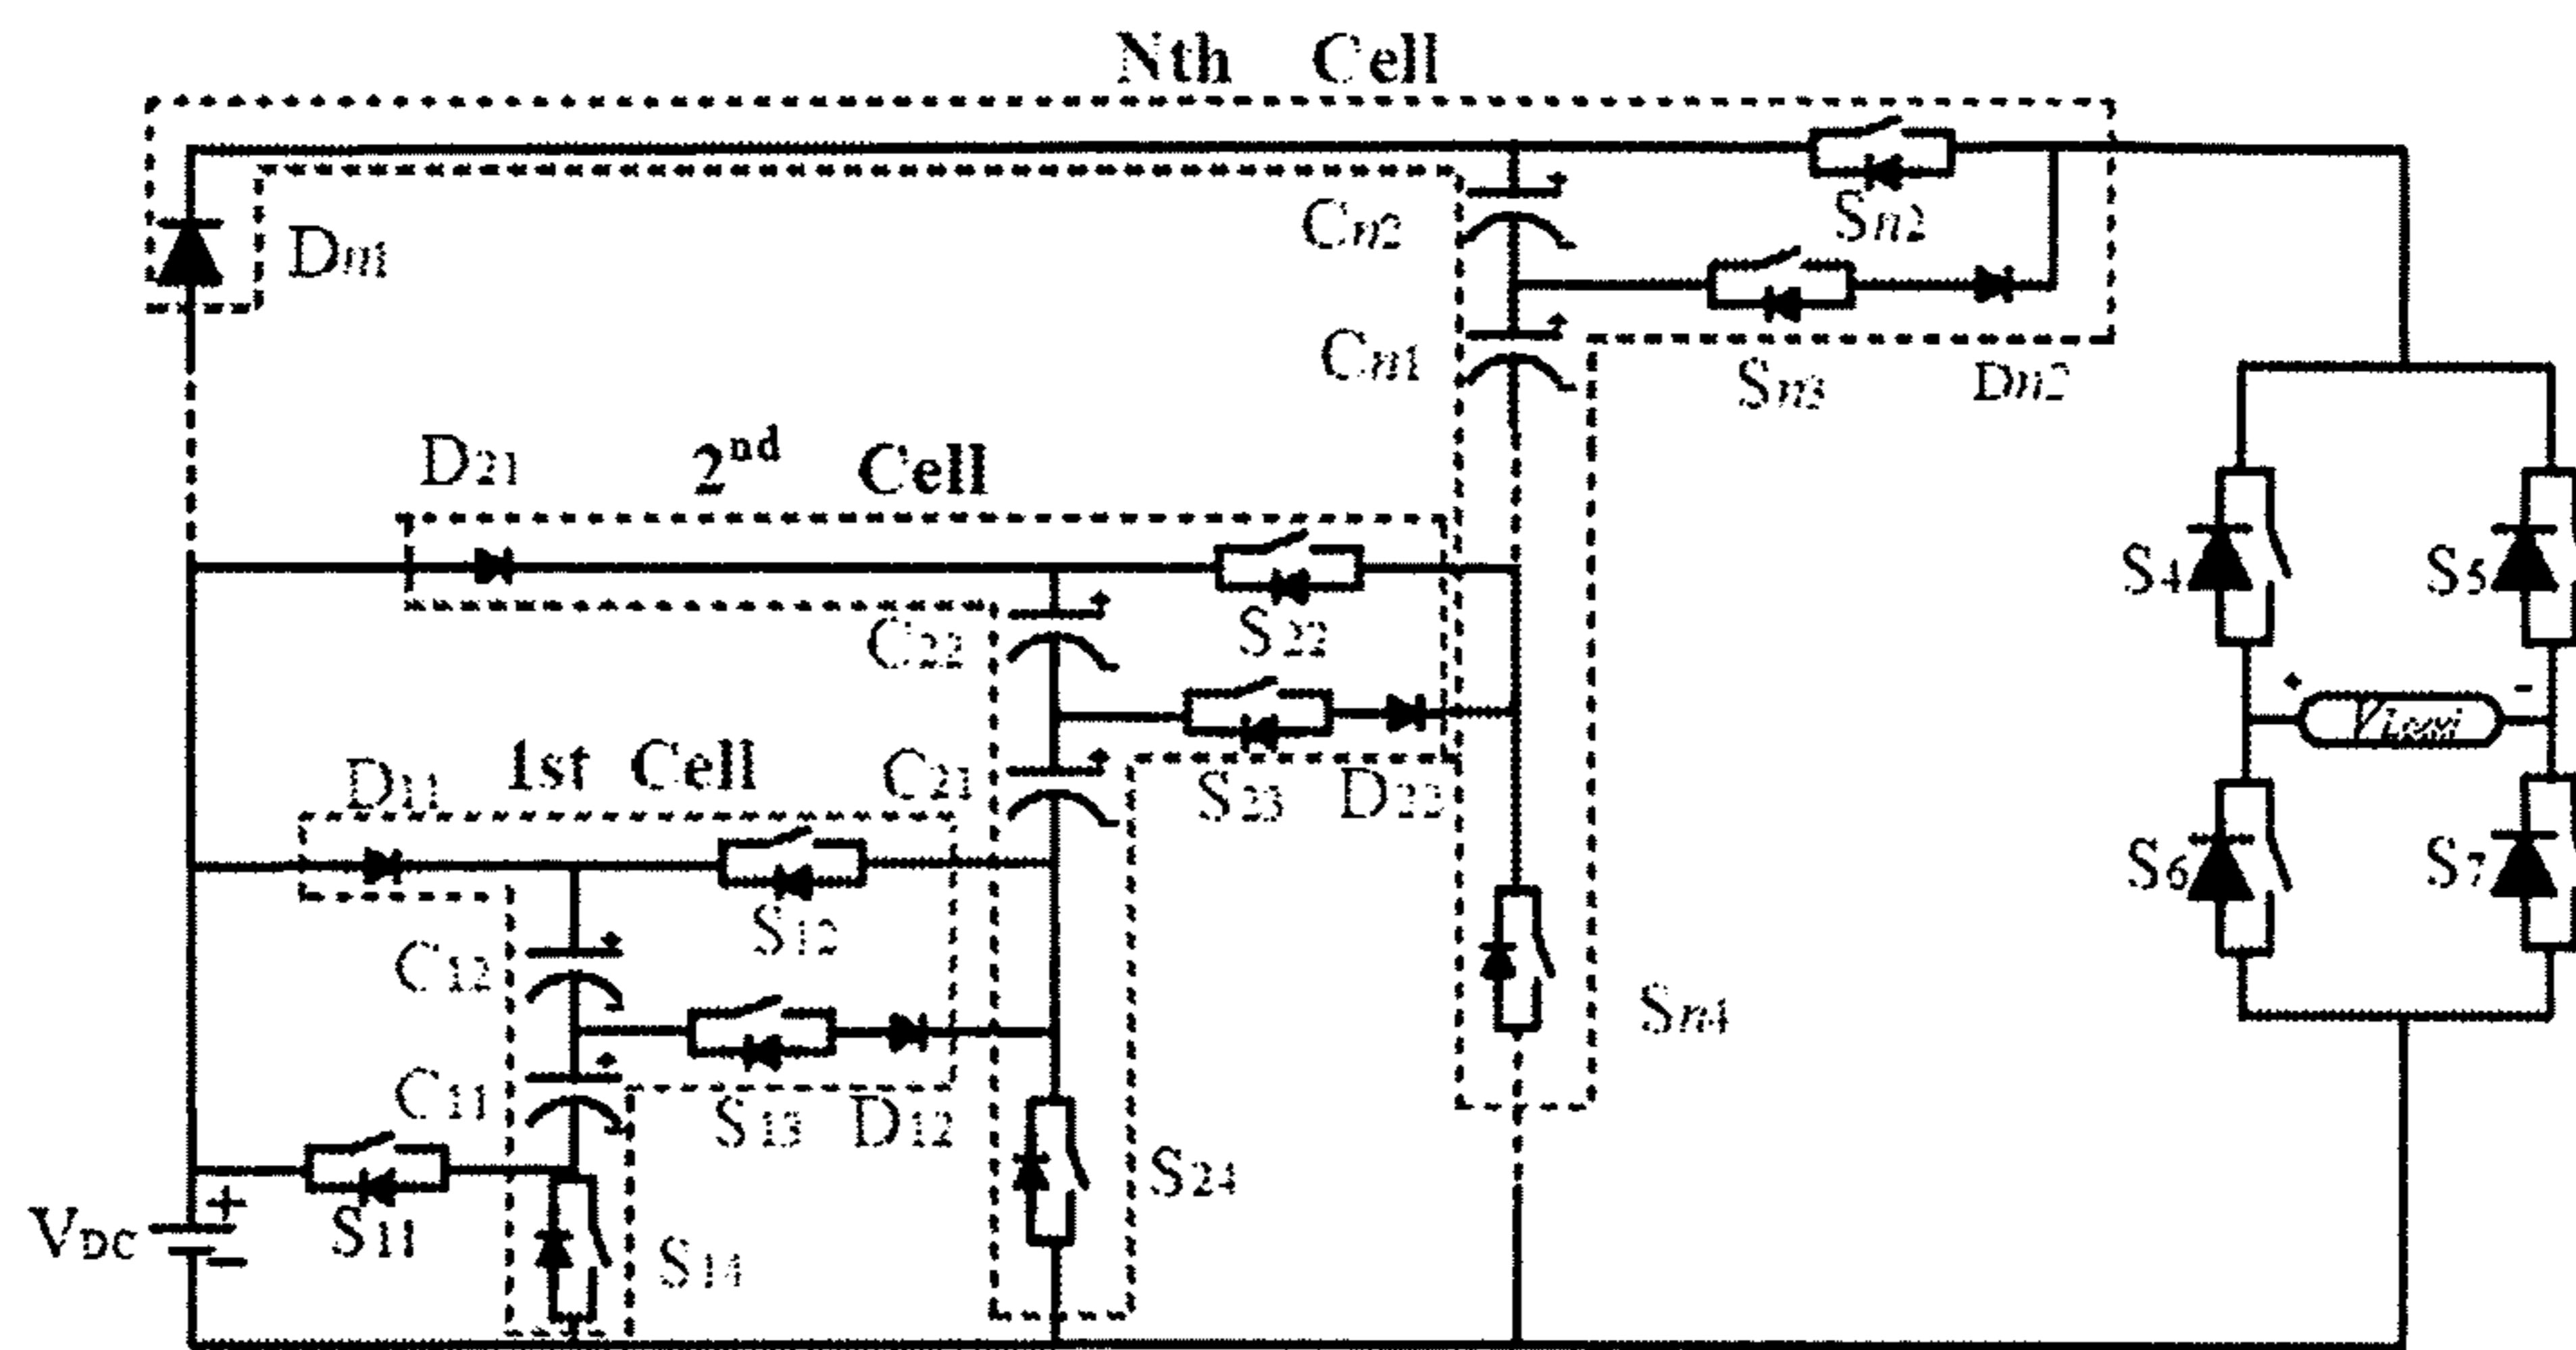 Nth Cell
Sn2
Cn2
Dn1
Cn1
Sn3
Dn2
D21
2nd Cell
S4
S5
C22
S22
VLoad
D11
1st Cell
C21
S23
D22
S6
S7
S12
C12
Sn4
C11
S13
D12
S24
VDC
+
−
S11
S14